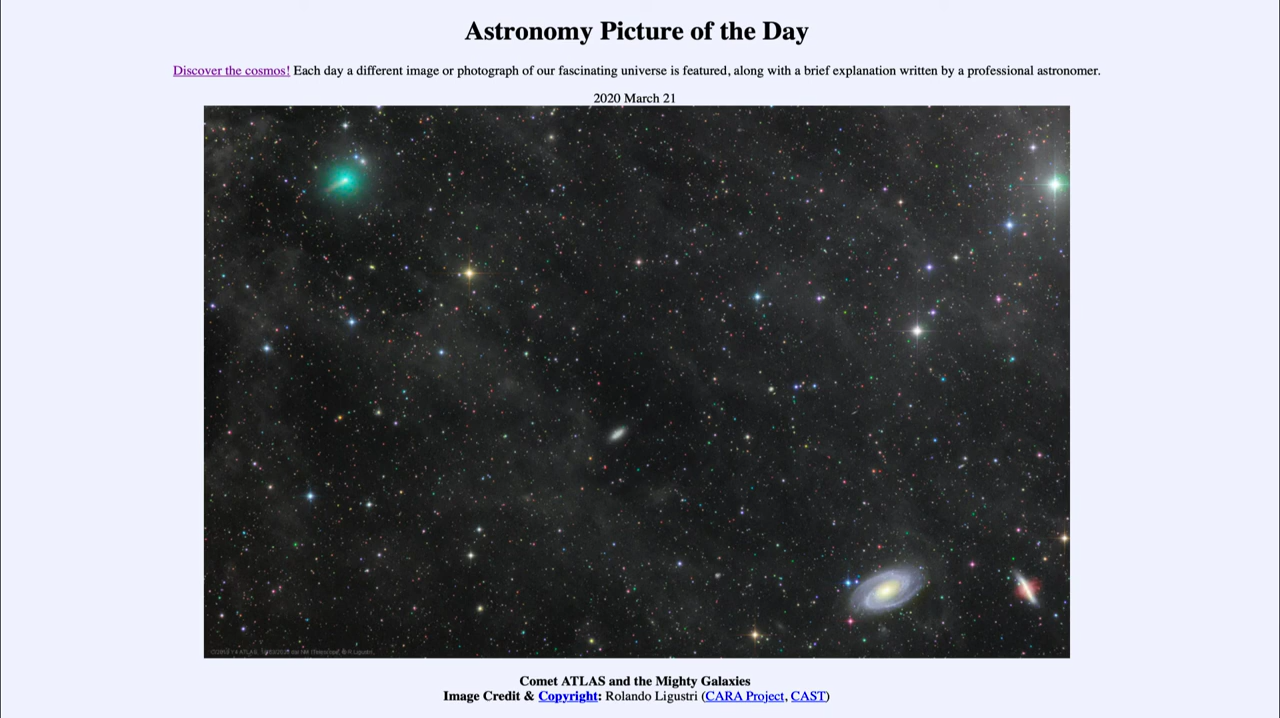 Astronomy Picture of the Day
Discover the cosmos! Each day a different image or photograph of our fascinating universe is featured, along with a brief explanation written by a professional astronomer.
2020 March 21
Comet ATLAS and the Mighty Galaxies
Image Credit & Copyright: Rolando Ligustri (CARA Project, CAST)